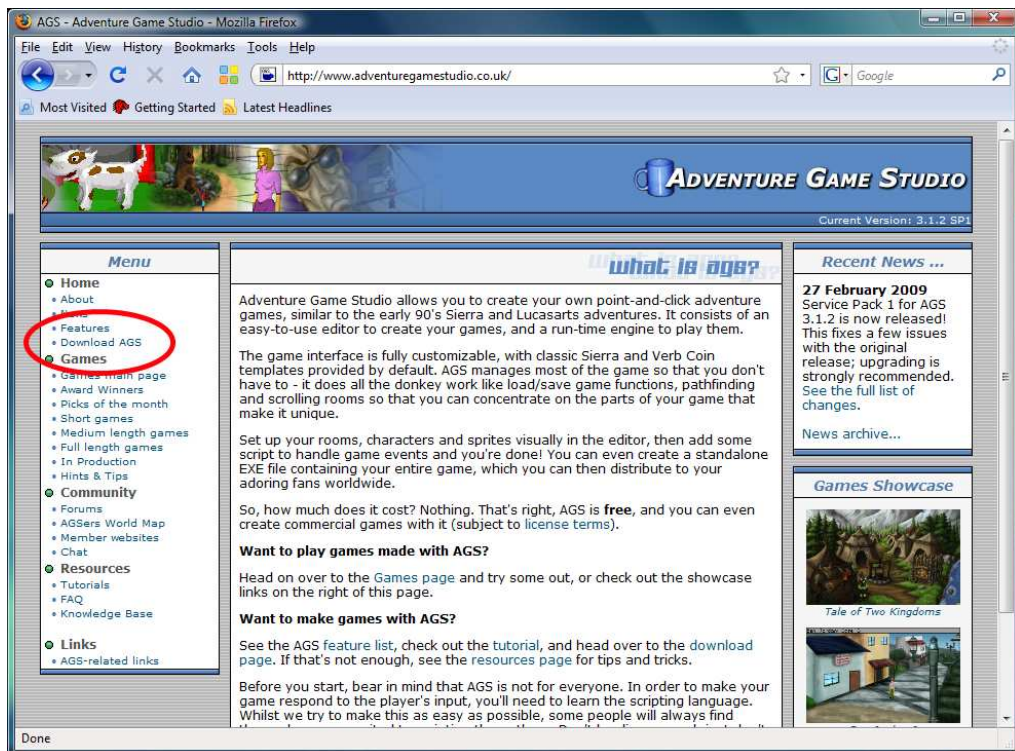 AGS - Adventure Game Studio - Mozilla Firefox
File Edit View History Bookmarks Tools Help
http://www.adventuregamestudio.co.uk/
G Google
Most Visited Getting Started Latest Headlines
ADVENTURE GAME STUDIO
Current Version: 3.1.2 SP1
Menu
Home
About
Features
Download AGS
Games
Games main page
Award Winners
Picks of the month
Short games
Medium length games
Full length games
In Production
Hints & Tips
Community
Forums
AGSers World Map
Member websites
Chat
Resources
Tutorials
FAQ
Knowledge Base
Links
AGS-related links
what is ags?
Adventure Game Studio allows you to create your own point-and-click adventure
games, similar to the early 90's Sierra and Lucasarts adventures. It consists of an
easy-to-use editor to create your games, and a run-time engine to play them.
The game interface is fully customizable, with classic Sierra and Verb Coin
templates provided by default. AGS manages most of the game so that you don't
have to - it does all the donkey work like load/save game functions, pathfinding
and scrolling rooms so that you can concentrate on the parts of your game that
make it unique.
Set up your rooms, characters and sprites visually in the editor, then add some
script to handle game events and you're done! You can even create a standalone
EXE file containing your entire game, which you can then distribute to your
adoring fans worldwide.
So, how much does it cost? Nothing. That's right, AGS is free, and you can even
create commercial games with it (subject to license terms).
Want to play games made with AGS?
Head on over to the Games page and try some out, or check out the showcase
links on the right of this page.
Want to make games with AGS?
See the AGS feature list, check out the tutorial, and head over to the download
page. If that's not enough, see the resources page for tips and tricks.
Before you start, bear in mind that AGS is not for everyone. In order to make your
game respond to the player's input, you'll need to learn the scripting language.
Whilst we try to make this as easy as possible, some people will always find
Recent News ...
27 February 2009
Service Pack 1 for AGS
3.1.2 is now released!
This fixes a few issues
with the original
release; upgrading is
strongly recommended.
See the full list of
changes.
News archive...
Games Showcase
Tale of Two Kingdoms
Done